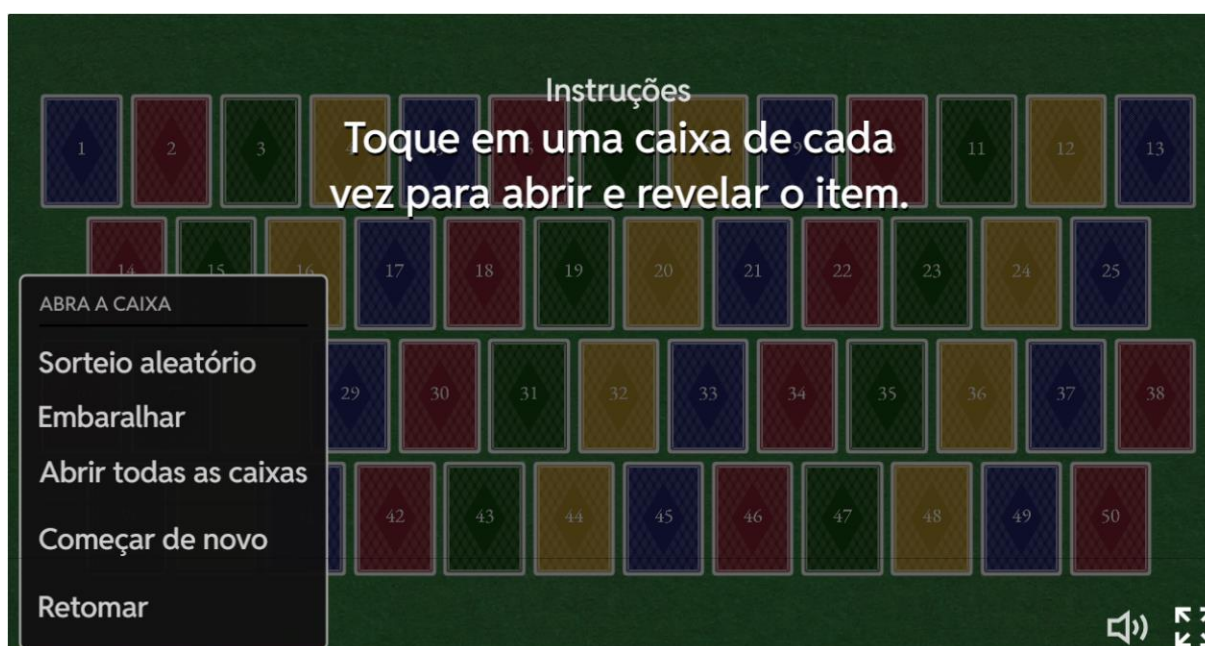 Instruções
Toque em uma caixa de cada
vez para abrir e revelar o item.
1 2 3 4 9 11 12 13
14 15 16 17 18 19 20 21 22 23 24 25
29 30 31 32 33 34 35 36 37 38
42 43 44 45 46 47 48 49 50
ABRA A CAIXA
Sorteio aleatório
Embaralhar
Abrir todas as caixas
Começar de novo
Retomar